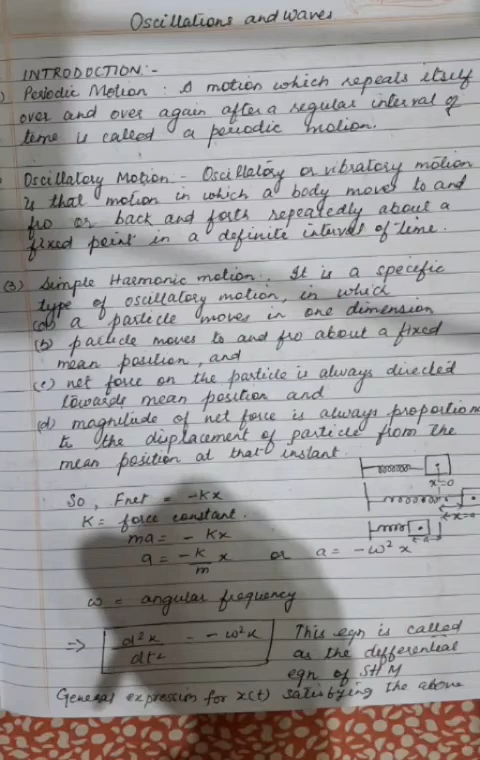 Oscillations and Waves
INTRODUCTION:-
) Periodic Motion : A motion which repeats itself
over and over again after a regular interval of
time is called a periodic motion.
Oscillatory Motion - Oscillatory or vibratory motion
is that motion in which a body moves to and
fro or back and forth repeatedly about a
fixed point in a definite interval of time.
(3) Simple Harmonic motion. It is a specific
type of oscillatory motion, in which
(a) a particle moves in one dimension
(b) particle moves to and fro about a fixed
mean position, and
(c) net force on the particle is always directed
towards mean position and
(d) magnitude of net force is always proportion
to the displacement of particle from the
mean position at that instant.
x=0
So, Fnet = -Kx
K = force constant.
ma = - Kx
a = -k/m x or a = -ω² x
ω = angular frequency
⇒ d²x/dt² = -ω²x This eqn is called
as the differential
eqn of SHM
General expression for x(t) satisbying the above